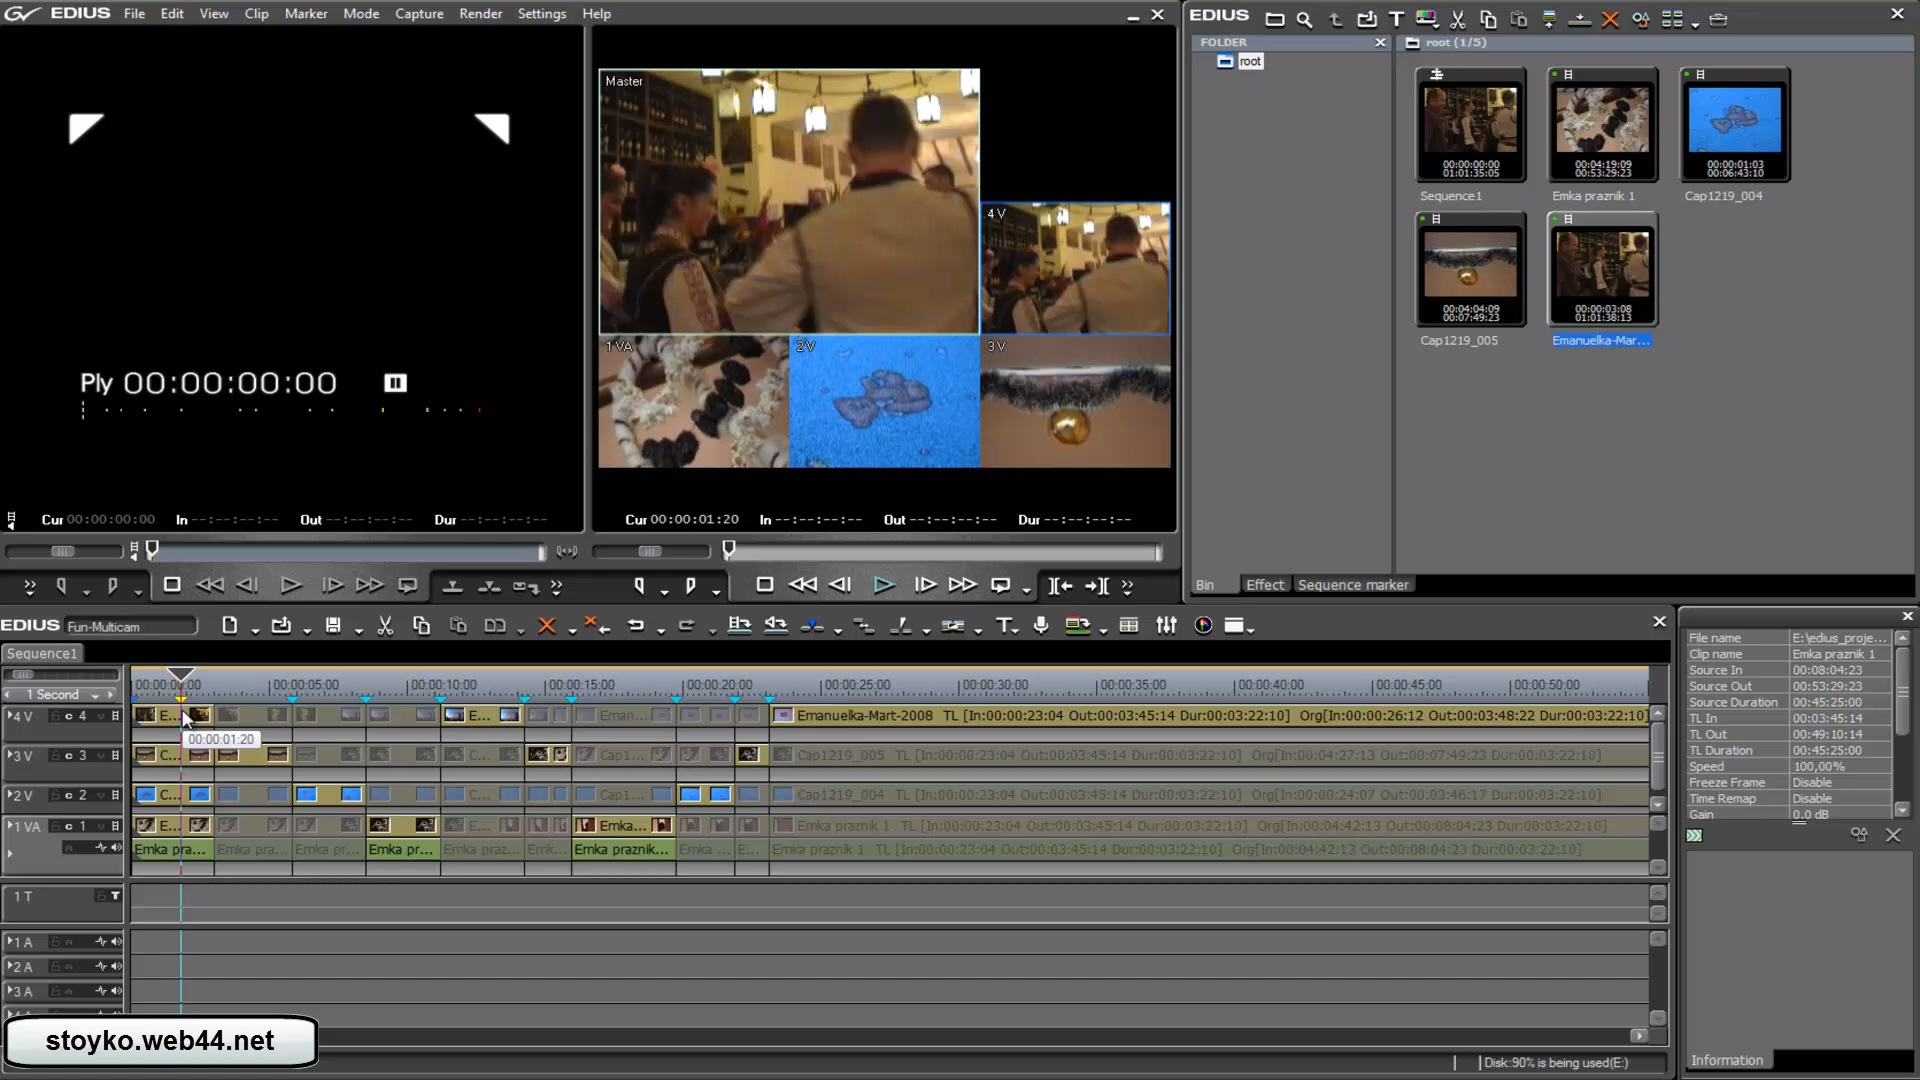 EDIUS File Edit View Clip Marker Mode Capture Render Settings Help
Ply 00:00:00:00
Cur 00:00:00:00 In --:--:--:-- Out --:--:--:-- Dur --:--:--:--
Master
4 V
1 VA
2 V
3 V
Cur 00:00:01:20 In --:--:--:-- Out --:--:--:-- Dur --:--:--:--
EDIUS
FOLDER
root
root (1/5)
00:00:00:00
01:01:35:05
Sequence1
00:04:19:09
00:53:29:23
Emka praznik 1
00:00:01:03
00:06:43:10
Cap1219_004
00:04:04:09
00:07:49:23
Cap1219_005
00:00:03:08
01:01:38:13
Emanuelka-Mar...
Bin Effect Sequence marker
EDIUS Fun-Multicam
Sequence1
1 Second
00:00:00:00 00:00:05:00 00:00:10:00 00:00:15:00 00:00:20:00 00:00:25:00 00:00:30:00 00:00:35:00 00:00:40:00 00:00:45:00 00:00:50:00
4 V C 4 E... E... Eman... Emanuelka-Mart-2008 TL [In:00:00:23:04 Out:00:03:45:14 Dur:00:03:22:10] Org[In:00:00:26:12 Out:00:03:48:22 Dur:00:03:22:10]
00:00:01:20
3 V C 3 C... C... Cap1... Cap1219_005 TL [In:00:00:23:04 Out:00:03:45:14 Dur:00:03:22:10] Org[In:00:04:27:13 Out:00:07:49:23 Dur:00:03:22:10]
2 V C 2 C... C... Cap1... Cap1219_004 TL [In:00:00:23:04 Out:00:03:45:14 Dur:00:03:22:10] Org[In:00:00:24:07 Out:00:03:46:17 Dur:00:03:22:10]
1 VA C 1 E... E... Emka... Emka praznik 1 TL [In:00:00:23:04 Out:00:03:45:14 Dur:00:03:22:10] Org[In:00:04:42:13 Out:00:08:04:23 Dur:00:03:22:10]
Emka pra... Emka pra... Emka pr... Emka pr... Emka praz... Emk... Emka praznik... Emka ... E... Emka praznik 1 TL [In:00:00:23:04 Out:00:03:45:14 Dur:00:03:22:10] Org[In:00:04:42:13 Out:00:08:04:23 Dur:00:03:22:10]
1 T T
1 A
2 A
3 A
stoyko.web44.net
Disk:90% is being used(E:)
File name E:\edius_proje...
Clip name Emka praznik 1
Source In 00:08:04:23
Source Out 00:53:29:23
Source Duration 00:45:25:00
TL In 00:03:45:14
TL Out 00:49:10:14
TL Duration 00:45:25:00
Speed 100,00%
Freeze Frame Disable
Time Remap Disable
Gain 0.0 dB
Information